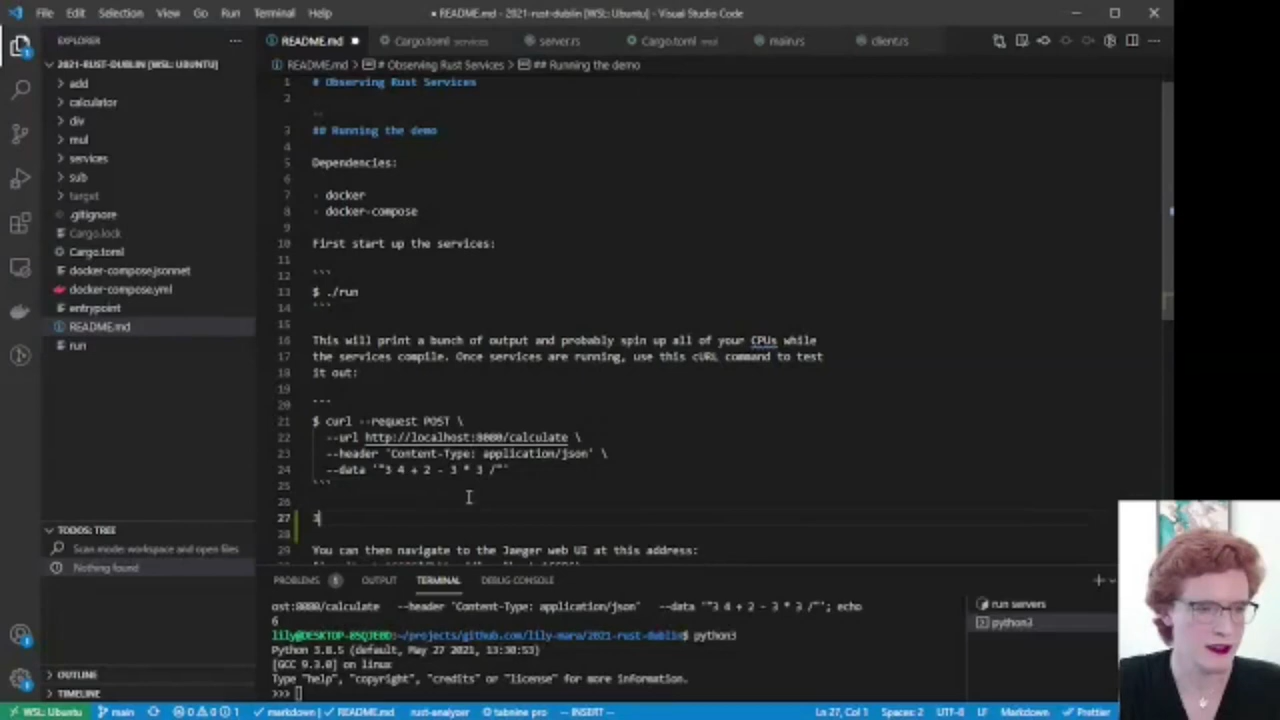 File Edit Selection View Go Run Terminal Help
● README.md - 2021-rust-dublin [WSL: Ubuntu] - Visual Studio Code
EXPLORER
README.md
Cargo.toml services
server.rs
Cargo.toml mul
main.rs
client.rs
2021-RUST-DUBLIN [WSL: UBUNTU]
README.md > # Observing Rust Services > ## Running the demo
add
calculator
div
mul
services
sub
target
.gitignore
Cargo.lock
Cargo.toml
docker-compose.jsonnet
docker-compose.yml
entrypoint
README.md
run
1 # Observing Rust Services
2
3 ## Running the demo
4
5 Dependencies:
6
7 - docker
8 - docker-compose
9
10 First start up the services:
11
12 ```
13 $ ./run
14 ```
15
16 This will print a bunch of output and probably spin up all of your CPUs while
17 the services compile. Once services are running, use this cURL command to test
18 it out:
19
20 ```
21 $ curl --request POST \
22 --url http://localhost:8080/calculate \
23 --header 'Content-Type: application/json' \
24 --data '"3 4 + 2 - 3 * 3 /"'
25 ```
26
27 3
28
29 You can then navigate to the Jaeger web UI at this address:
TODOS: TREE
Scan mode: workspace and open files
Nothing found
OUTLINE
TIMELINE
PROBLEMS 1 OUTPUT TERMINAL DEBUG CONSOLE
ost:8080/calculate --header 'Content-Type: application/json' --data '"3 4 + 2 - 3 * 3 /"'; echo
6
lily@DESKTOP-85QJEBD:~/projects/github.com/lily-mara/2021-rust-dublin$ python3
Python 3.8.5 (default, May 27 2021, 13:30:53)
[GCC 9.3.0] on linux
Type "help", "copyright", "credits" or "license" for more information.
>>>
run servers
python3
WSL: Ubuntu main 0 0 1 markdown | README.md rust-analyzer tabnine pro -- INSERT -- Ln 27, Col 1 Spaces: 2 UTF-8 LF Markdown Prettier